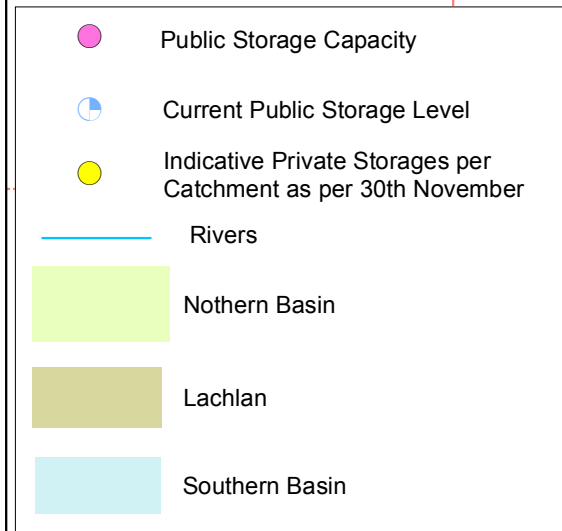 Public Storage Capacity
Current Public Storage Level
Indicative Private Storages per
Catchment as per 30th November
Rivers
Nothern Basin
Lachlan
Southern Basin